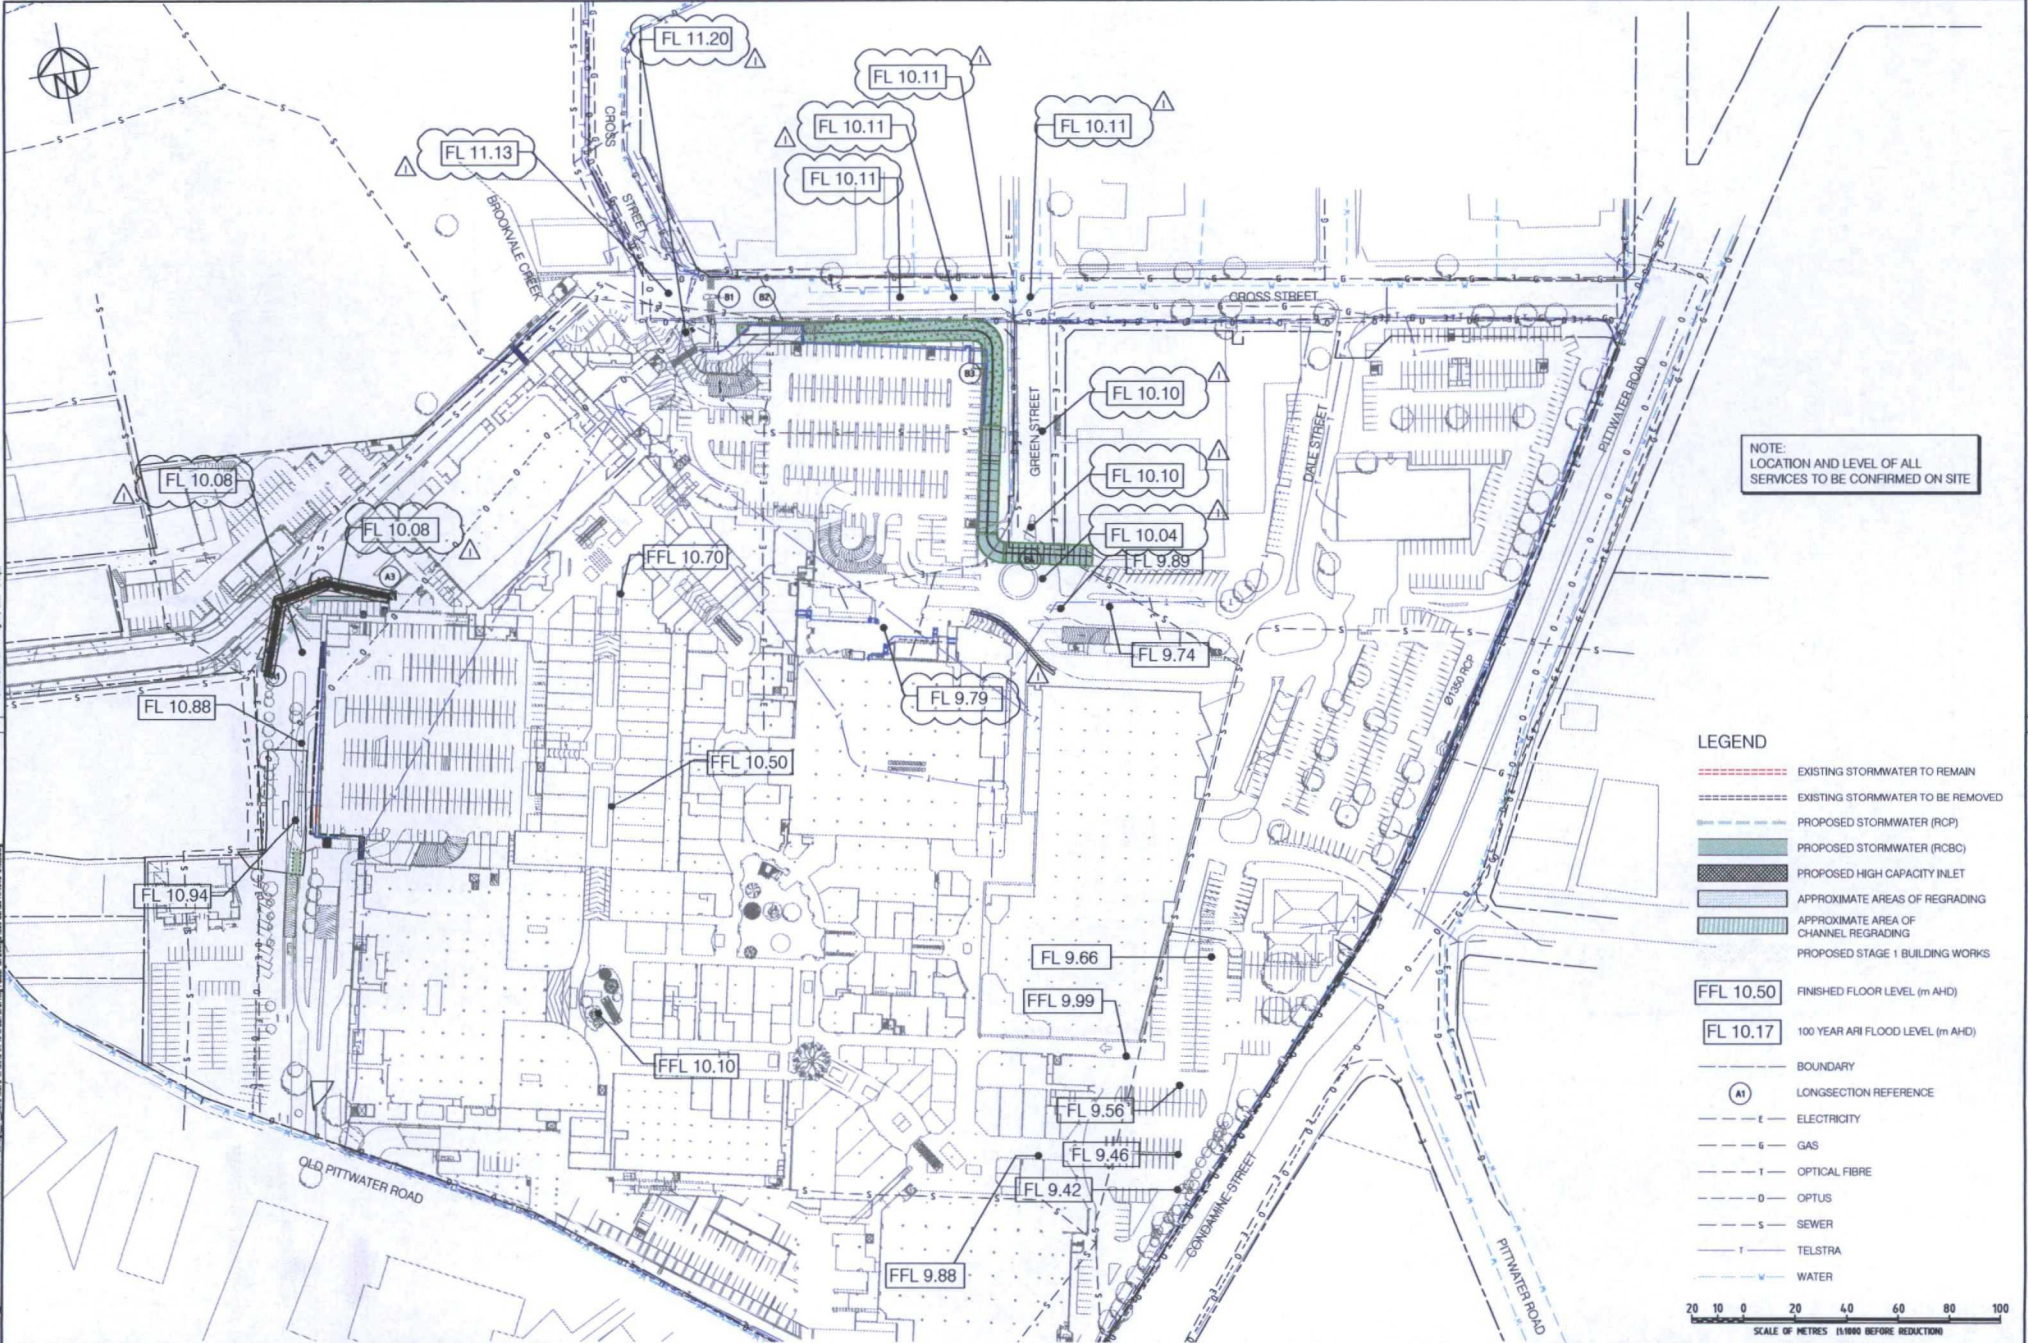 N
FL 11.20
FL 10.11
FL 10.11
FL 10.11
FL 10.11
FL 11.13
CROSS
STREET
BROOKVALE CREEK
B1
B2
CROSS STREET
B3
GREEN STREET
DALE STREET
PITTWATER ROAD
FL 10.10
FL 10.10
FL 10.04
FL 9.89
FL 10.08
FL 10.08
A3
FFL 10.70
FL 9.74
FL 9.79
FL 10.88
FFL 10.50
FL 10.94
Ø1350 RCP
NOTE:
LOCATION AND LEVEL OF ALL
SERVICES TO BE CONFIRMED ON SITE
FL 9.66
FFL 9.99
FFL 10.10
FL 9.56
FL 9.46
FL 9.42
FFL 9.88
OLD PITTWATER ROAD
CONDAMINE STREET
PITTWATER ROAD
LEGEND
EXISTING STORMWATER TO REMAIN
EXISTING STORMWATER TO BE REMOVED
PROPOSED STORMWATER (RCP)
PROPOSED STORMWATER (RCBC)
PROPOSED HIGH CAPACITY INLET
APPROXIMATE AREAS OF REGRADING
APPROXIMATE AREA OF
CHANNEL REGRADING
PROPOSED STAGE 1 BUILDING WORKS
FFL 10.50 FINISHED FLOOR LEVEL (m AHD)
FL 10.17 100 YEAR ARI FLOOD LEVEL (m AHD)
BOUNDARY
A1 LONGSECTION REFERENCE
E ELECTRICITY
G GAS
T OPTICAL FIBRE
O OPTUS
S SEWER
T TELSTRA
W WATER
20 10 0 20 40 60 80 100
SCALE OF METRES (1:1000 BEFORE REDUCTION)